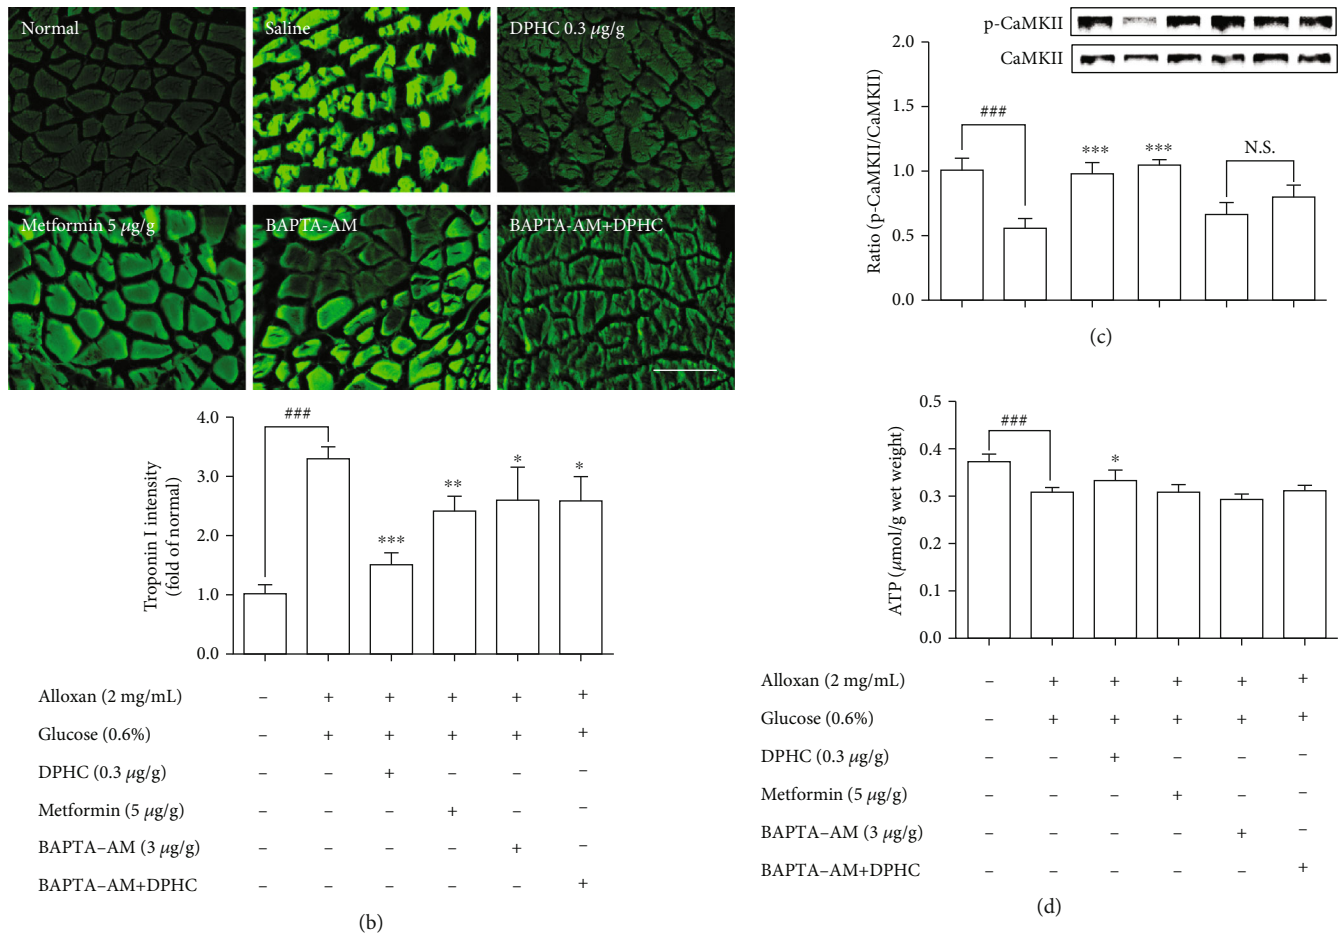 Normal
Saline
DPHC 0.3 μg/g
Metformin 5 μg/g
BAPTA-AM
BAPTA-AM+DPHC
4.0
3.0
2.0
1.0
0.0
Troponin I intensity
(fold of normal)
###
***
**
*
*
Alloxan (2 mg/mL) – + + + + +
Glucose (0.6%) – + + + + +
DPHC (0.3 μg/g) – – + – – –
Metformin (5 μg/g) – – – + – –
BAPTA–AM (3 μg/g) – – – – + –
BAPTA–AM+DPHC – – – – – +
(b)
p-CaMKII
CaMKII
2.0
1.5
1.0
0.5
0.0
Ratio (p-CaMKII/CaMKII)
###
***
***
N.S.
(c)
0.5
0.4
0.3
0.2
0.1
0.0
ATP (μmol/g wet weight)
###
*
Alloxan (2 mg/mL) – + + + + +
Glucose (0.6%) – + + + + +
DPHC (0.3 μg/g) – – + – – –
Metformin (5 μg/g) – – – + – –
BAPTA–AM (3 μg/g) – – – – + –
BAPTA–AM+DPHC – – – – – +
(d)